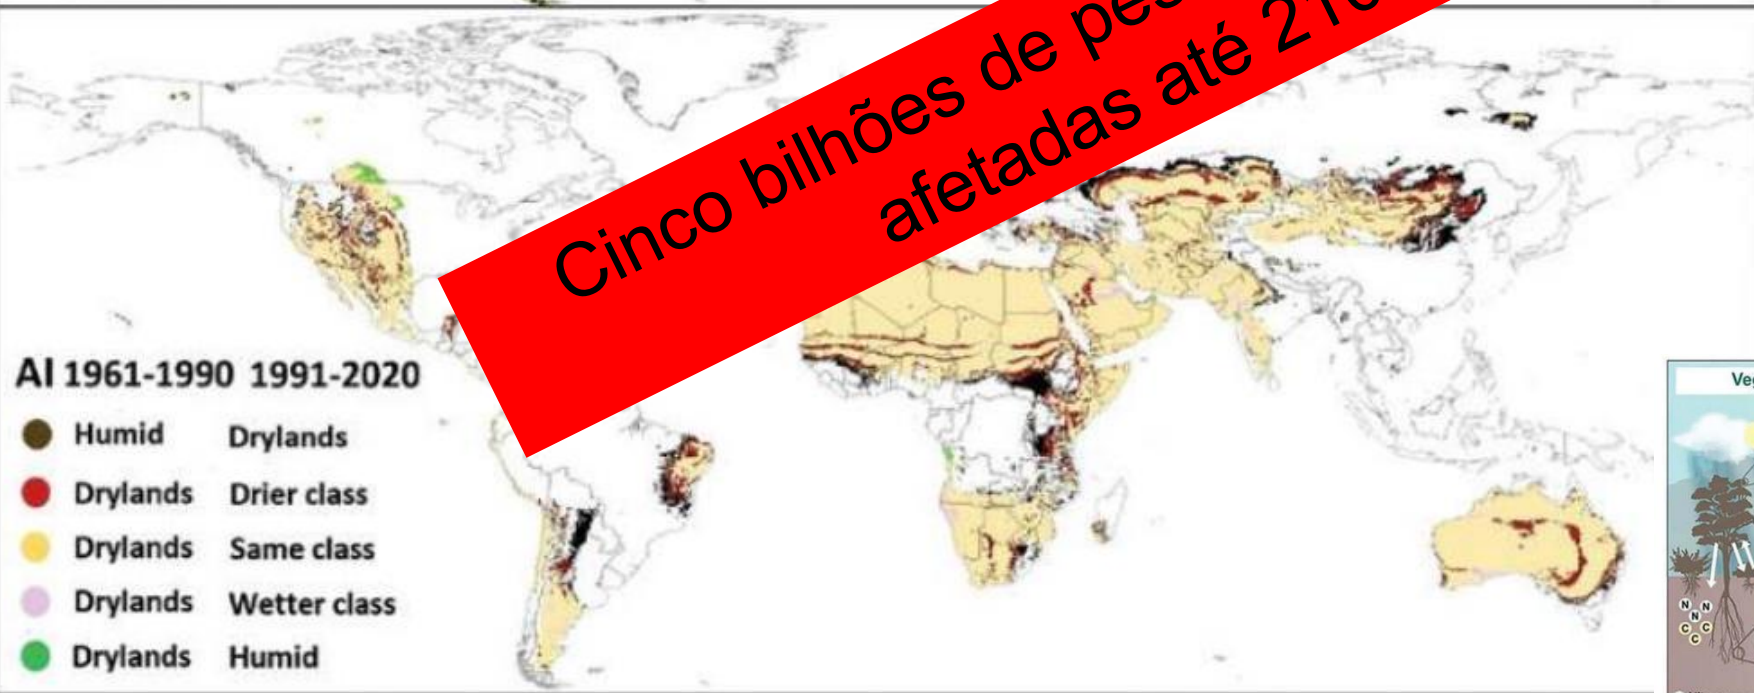 Cinco bilhões de
afetadas até
AI 1961-1990 1991-2020
Humid Drylands
Drylands Drier class
Drylands Same class
Drylands Wetter class
Drylands Humid
N N
N
C C
C